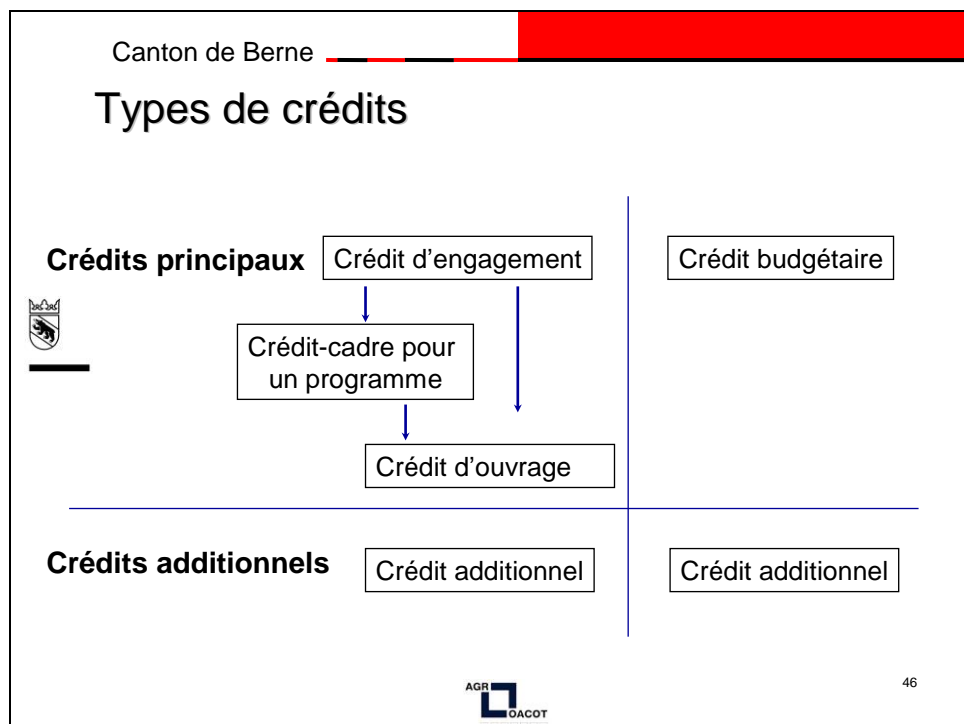 Canton de Berne
Types de crédits
Crédits principaux
Crédit d’engagement
Crédit budgétaire
Crédit-cadre pour
un programme
Crédit d’ouvrage
Crédits additionnels
Crédit additionnel
Crédit additionnel
AGR
OACOT
46